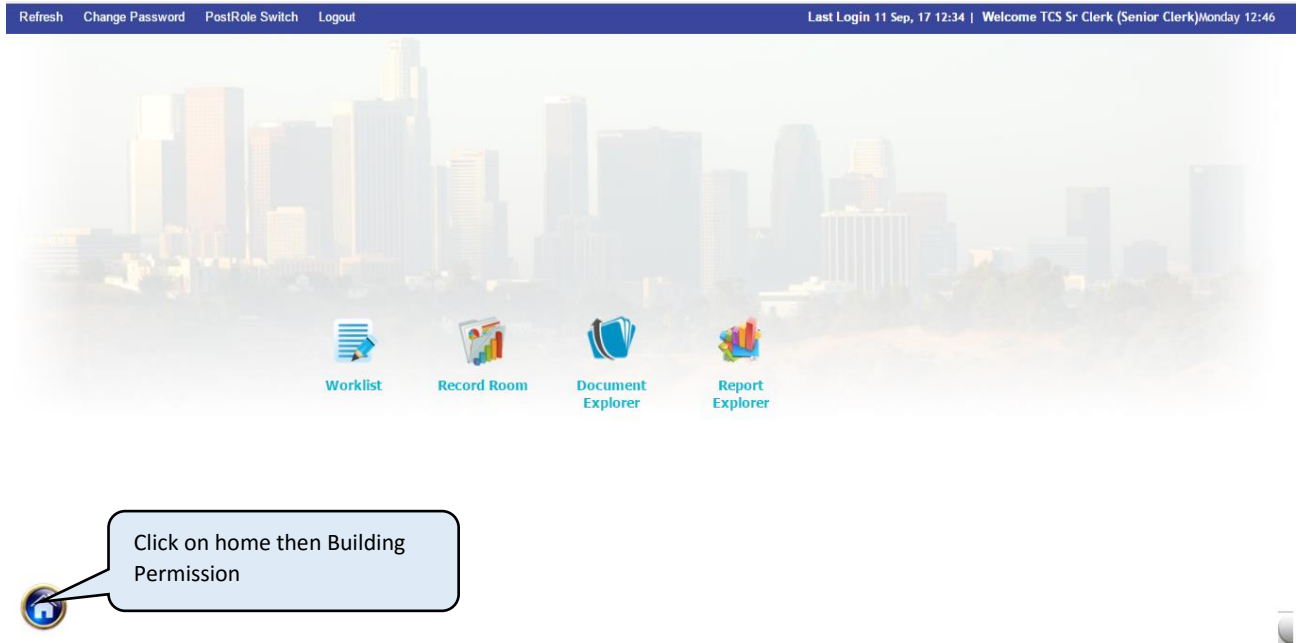 Refresh Change Password PostRole Switch Logout Last Login 11 Sep, 17 12:34 | Welcome TCS Sr Clerk (Senior Clerk)Monday 12:46
Worklist Record Room Document Report
Explorer Explorer
Click on home then Building
Permission